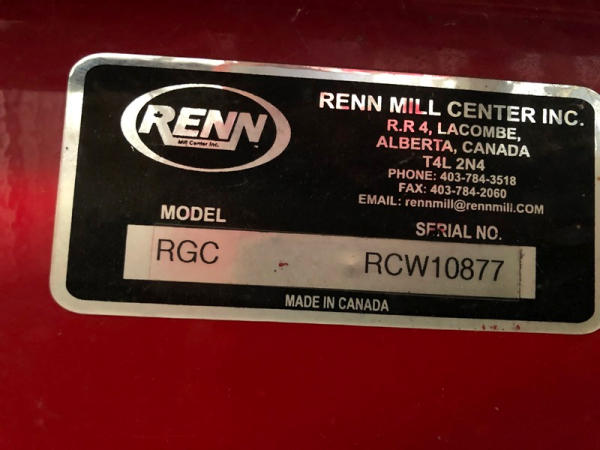 RENN
Mill Center Inc.
RENN MILL CENTER INC.
R.R 4, LACOMBE,
ALBERTA, CANADA
T4L 2N4
PHONE: 403-784-3518
FAX: 403-784-2060
EMAIL: rennmill@rennmill.com
MODEL
SERIAL NO.
RGC
RCW10877
MADE IN CANADA